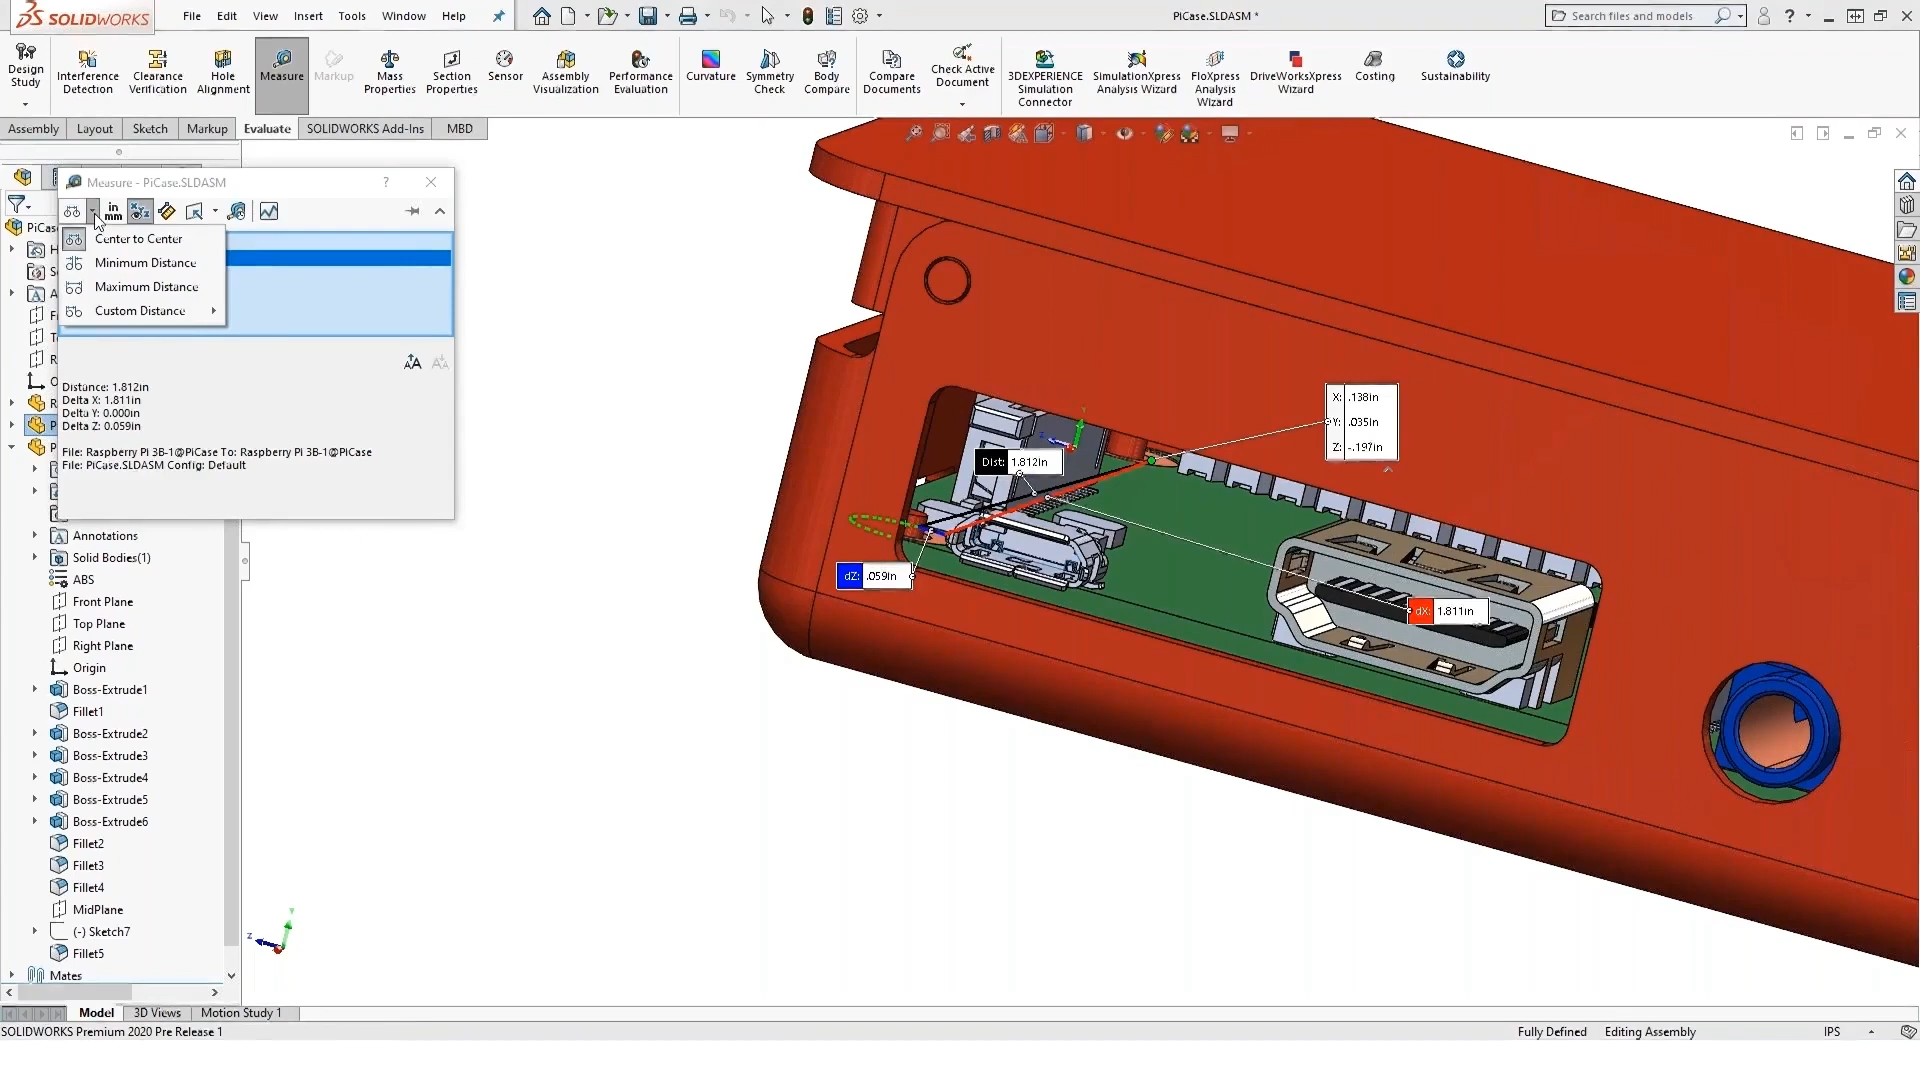 SOLIDWORKS
File Edit View Insert Tools Window Help
PiCase.SLDASM *
Search files and models
?
Design Study
Interference Detection
Clearance Verification
Hole Alignment
Measure
Markup
Mass Properties
Section Properties
Sensor
Assembly Visualization
Performance Evaluation
Curvature
Symmetry Check
Body Compare
Compare Documents
Check Active Document
3DEXPERIENCE Simulation Connector
SimulationXpress Analysis Wizard
FloXpress Analysis Wizard
DriveWorksXpress Wizard
Costing
Sustainability
Assembly Layout Sketch Markup Evaluate SOLIDWORKS Add-Ins MBD
Measure - PiCase.SLDASM ?
in mm
PiCas
Center to Center
Minimum Distance
Maximum Distance
Custom Distance
Distance: 1.812in
Delta X: 1.811in
Delta Y: 0.000in
Delta Z: 0.059in
File: Raspberry Pi 3B-1@PiCase To: Raspberry Pi 3B-1@PiCase
File: PiCase.SLDASM Config: Default
Annotations
Solid Bodies(1)
ABS
Front Plane
Top Plane
Right Plane
Origin
Boss-Extrude1
Fillet1
Boss-Extrude2
Boss-Extrude3
Boss-Extrude4
Boss-Extrude5
Boss-Extrude6
Fillet2
Fillet3
Fillet4
MidPlane
(-) Sketch7
Fillet5
Mates
X: .138in
Y: .035in
Z: -.197in
Dist: 1.812in
dZ: .059in
dX: 1.811in
Model 3D Views Motion Study 1
SOLIDWORKS Premium 2020 Pre Release 1
Fully Defined Editing Assembly IPS